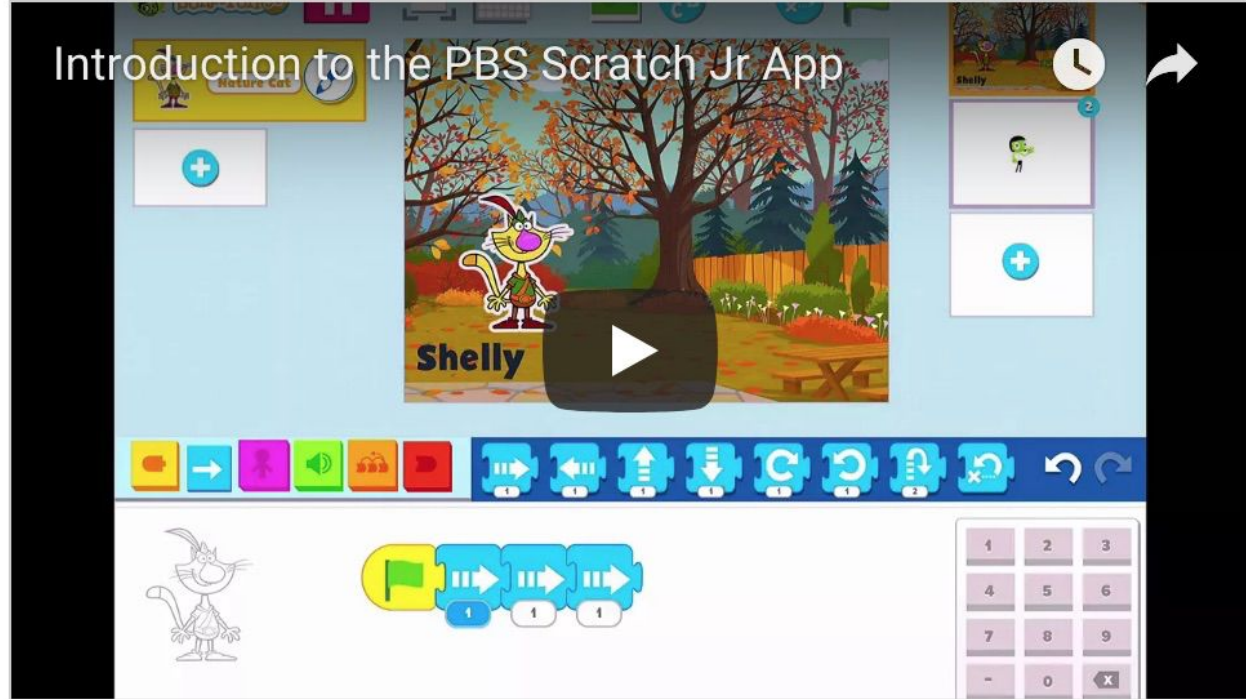 Introduction to the PBS Scratch Jr App
Nature Cat
Shelly
Shelly
2
1 1 1 1 1 1 2
1 1 1
1 2 3
4 5 6
7 8 9
- 0 x